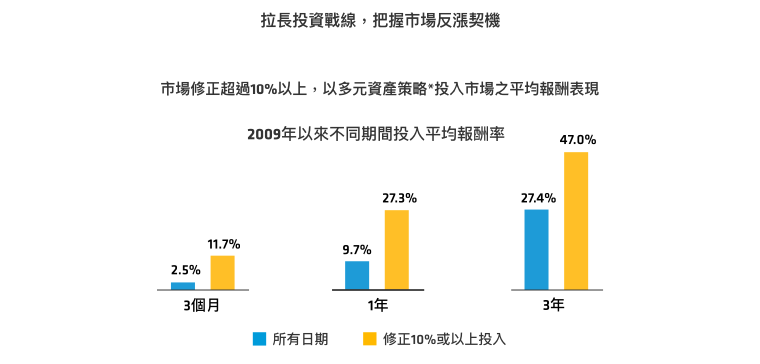 拉長投資戰線，把握市場反漲契機
市場修正超過10%以上，以多元資產策略*投入市場之平均報酬表現
2009年以來不同期間投入平均報酬率
47.0%
27.3%
27.4%
11.7%
9.7%
2.5%
3個月
1年
3年
所有日期
修正10%或以上投入